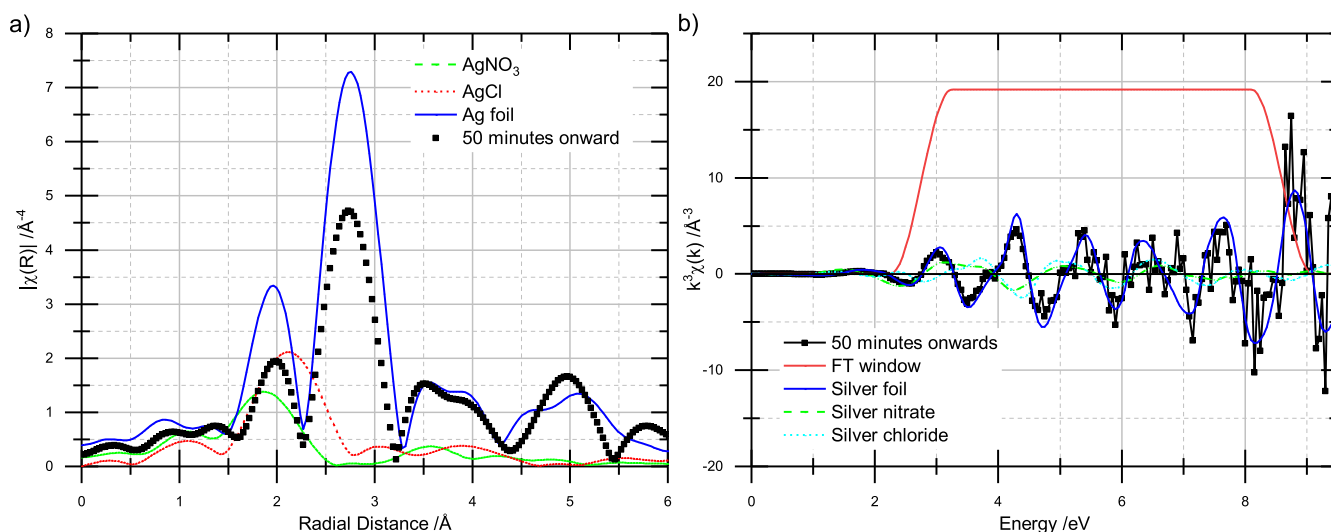 a)
8
7
6
5
4
3
2
1
0
|χ(R)| /Å⁻⁴
AgNO₃
AgCl
Ag foil
50 minutes onward
0 1 2 3 4 5 6
Radial Distance /Å
b)
20
10
0
-10
-20
k³χ(k) /Å⁻³
50 minutes onwards
FT window
Silver foil
Silver nitrate
Silver chloride
0 2 4 6 8
Energy /eV